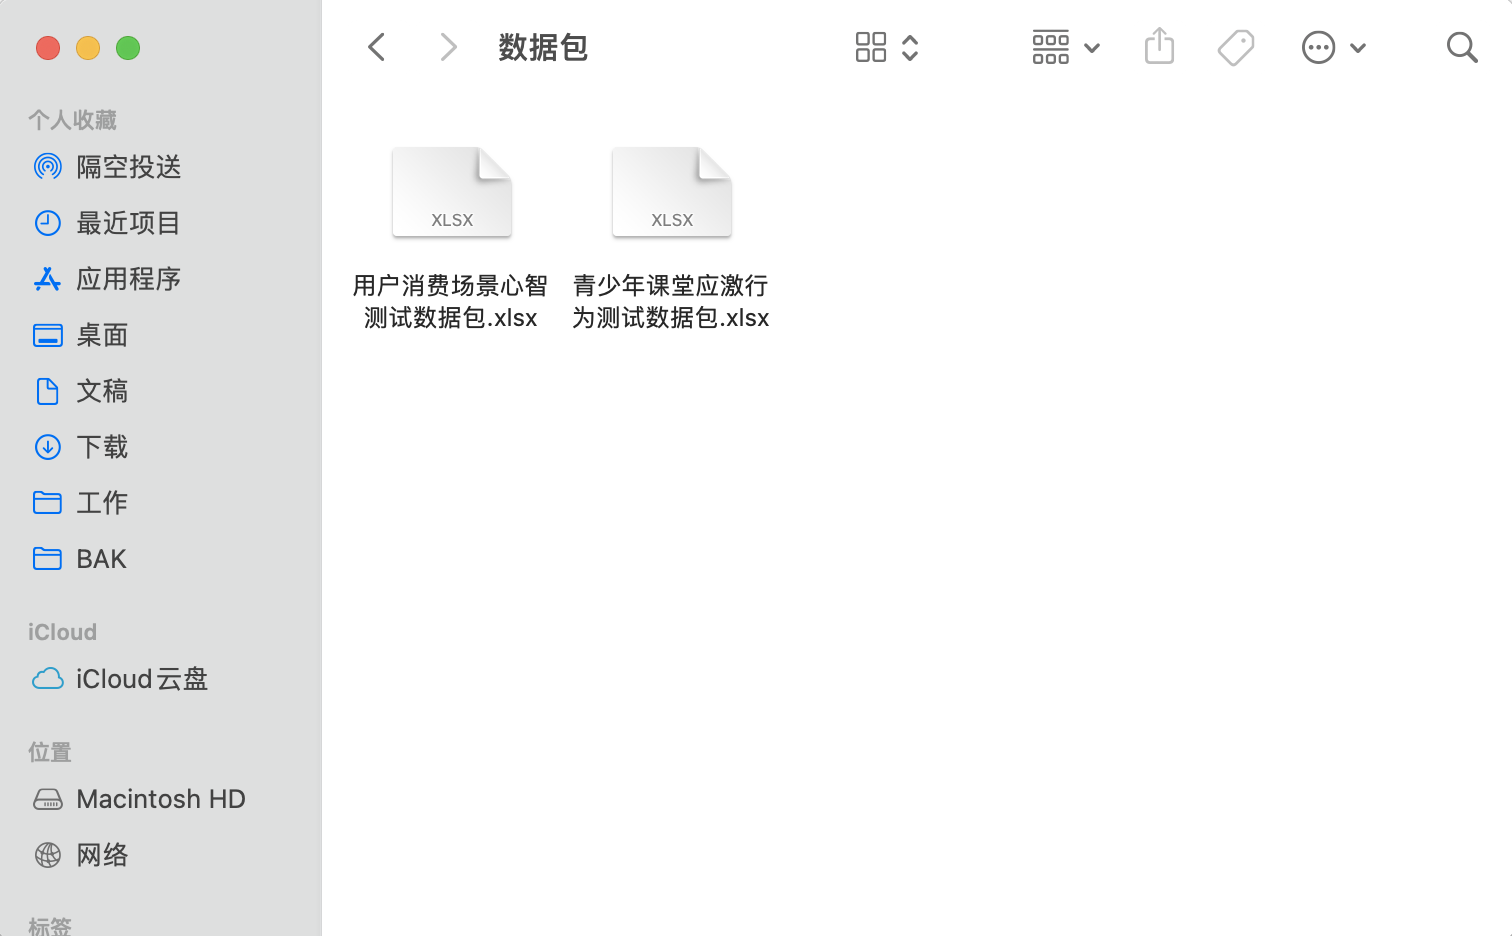 数据包
个人收藏
隔空投送
最近项目
应用程序
桌面
文稿
下载
工作
BAK
iCloud
iCloud云盘
位置
Macintosh HD
网络
标签
XLSX
用户消费场景心智
测试数据包.xlsx
XLSX
青少年课堂应激行
为测试数据包.xlsx